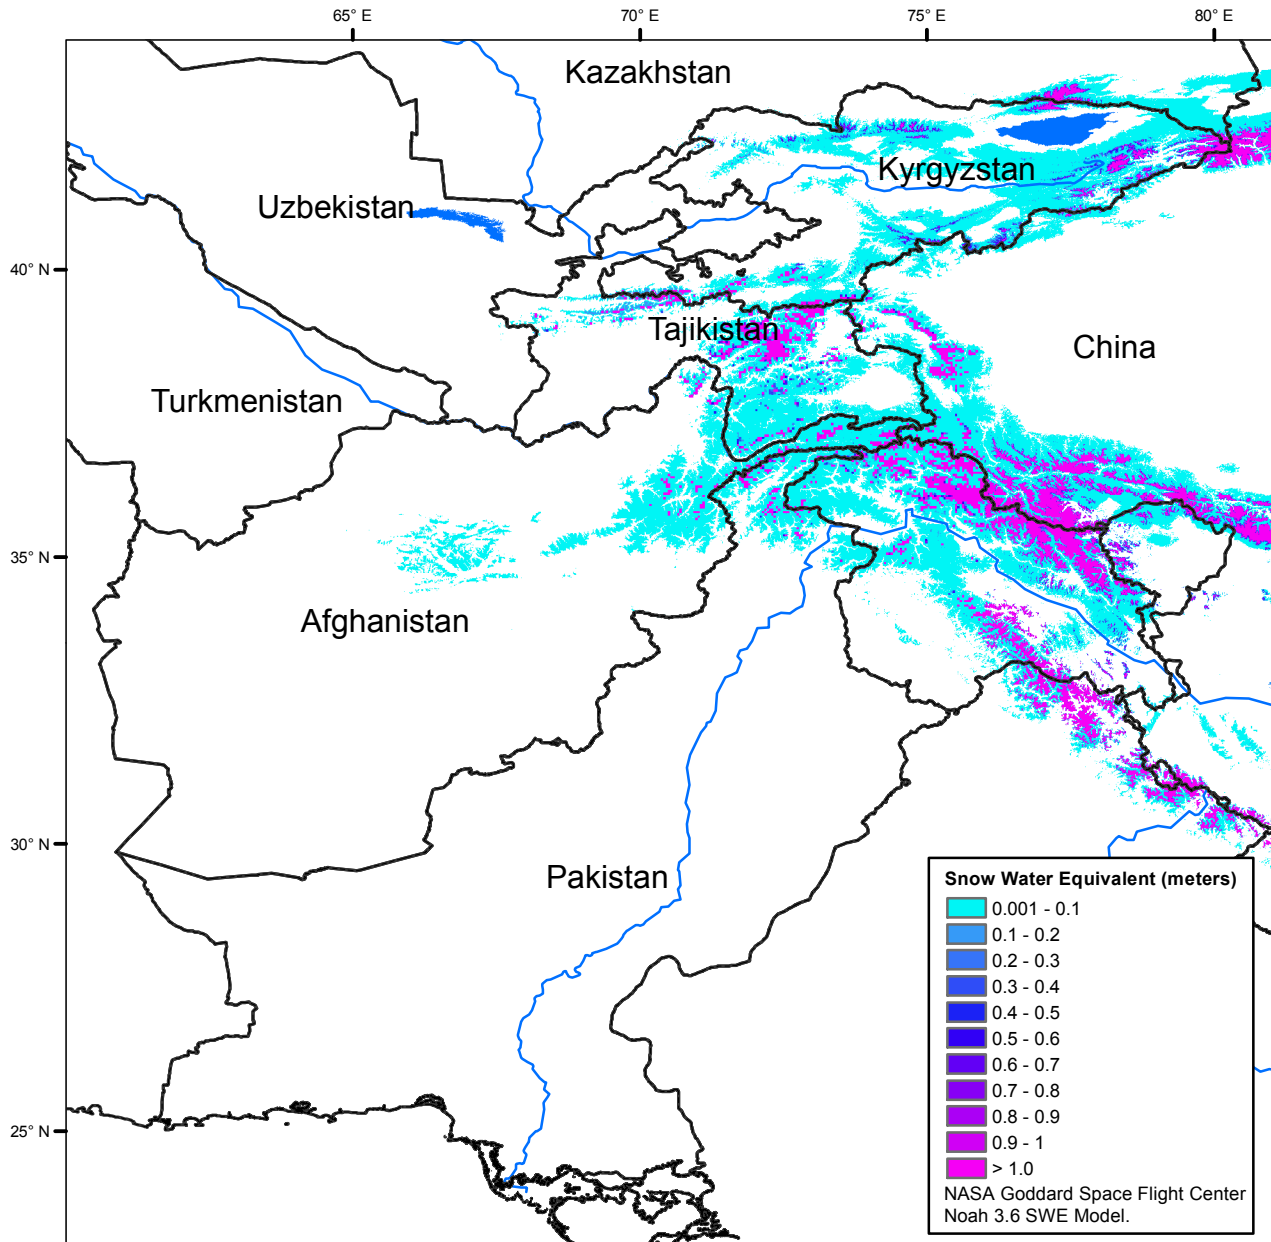 65° E
70° E
75° E
80° E
Kazakhstan
Kyrgyzstan
Uzbekistan
40° N
Tajikistan
China
Turkmenistan
35° N
Afghanistan
30° N
Pakistan
25° N
Snow Water Equivalent (meters)
0.001 - 0.1
0.1 - 0.2
0.2 - 0.3
0.3 - 0.4
0.4 - 0.5
0.5 - 0.6
0.6 - 0.7
0.7 - 0.8
0.8 - 0.9
0.9 - 1
> 1.0
NASA Goddard Space Flight Center
Noah 3.6 SWE Model.